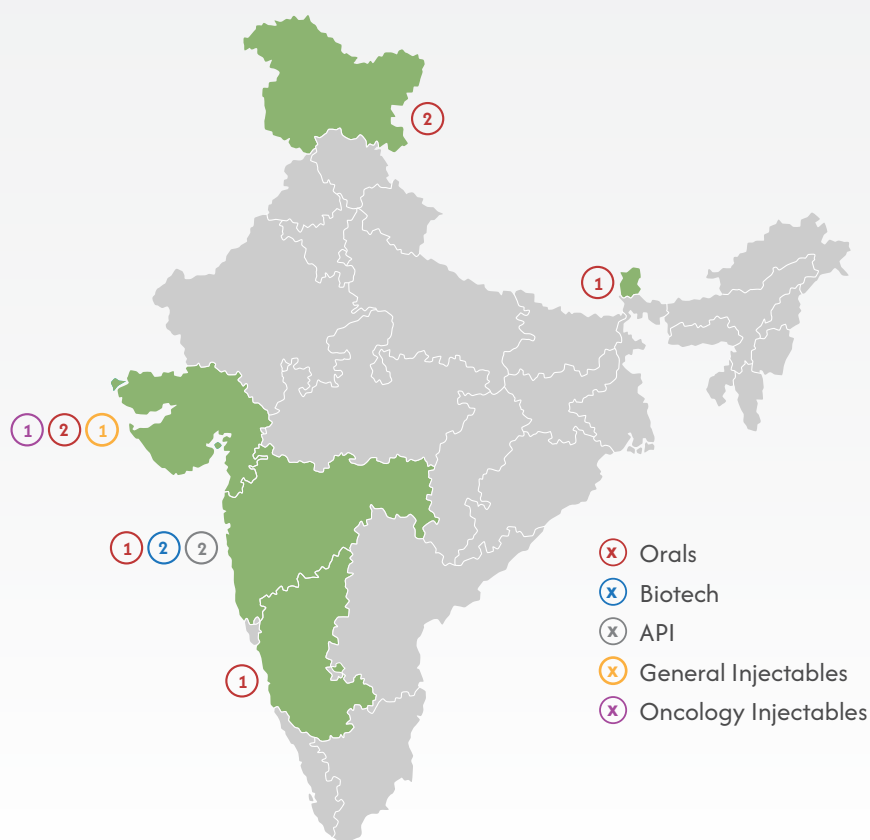 2
1
1 2 1
1 2 2
1
x Orals
x Biotech
x API
x General Injectables
x Oncology Injectables